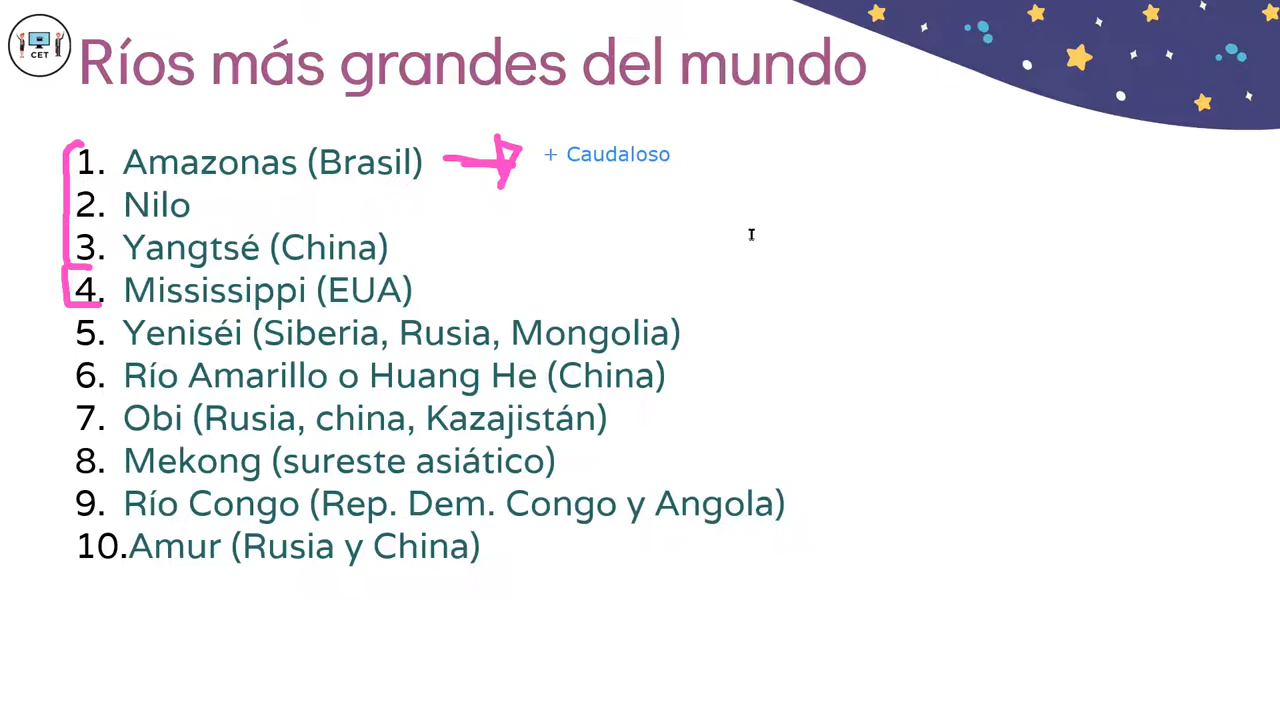 CET
Ríos más grandes del mundo
1. Amazonas (Brasil) + Caudaloso
2. Nilo
3. Yangtsé (China)
4. Mississippi (EUA)
5. Yeniséi (Siberia, Rusia, Mongolia)
6. Río Amarillo o Huang He (China)
7. Obi (Rusia, china, Kazajistán)
8. Mekong (sureste asiático)
9. Río Congo (Rep. Dem. Congo y Angola)
10. Amur (Rusia y China)